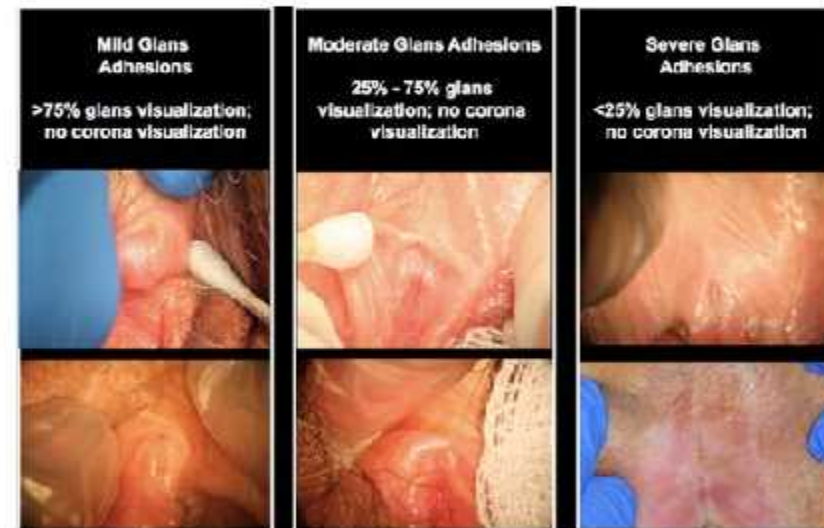 Mild Glans
Adhesions
>75% glans visualization;
no corona visualization
Moderate Glans Adhesions
25% - 75% glans
visualization; no corona
visualization
Severe Glans
Adhesions
<25% glans visualization;
no corona visualization